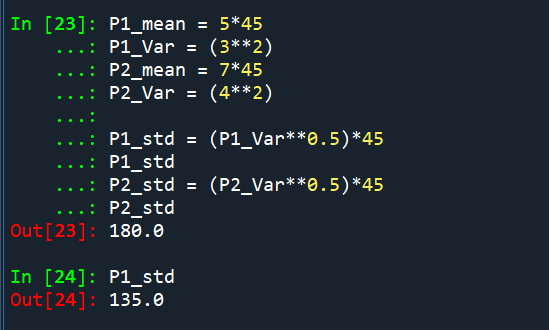 In [23]: P1_mean = 5*45
...: P1_Var = (3**2)
...: P2_mean = 7*45
...: P2_Var = (4**2)
...:
...: P1_std = (P1_Var**0.5)*45
...: P1_std
...: P2_std = (P2_Var**0.5)*45
...: P2_std
Out[23]: 180.0
In [24]: P1_std
Out[24]: 135.0